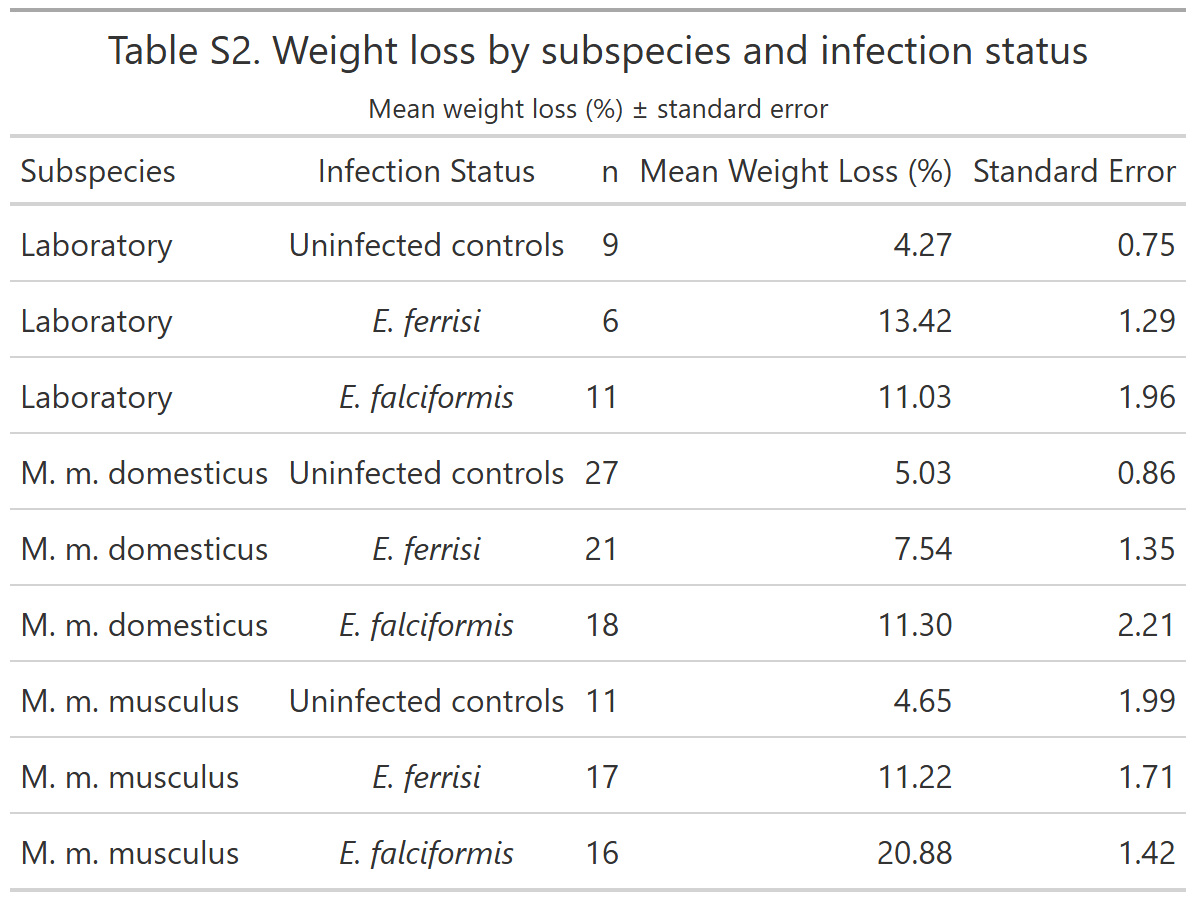 Table S2. Weight loss by subspecies and infection status
Mean weight loss (%) ± standard error
Subspecies Infection Status n Mean Weight Loss (%) Standard Error
Laboratory Uninfected controls 9 4.27 0.75
Laboratory E. ferrisi 6 13.42 1.29
Laboratory E. falciformis 11 11.03 1.96
M. m. domesticus Uninfected controls 27 5.03 0.86
M. m. domesticus E. ferrisi 21 7.54 1.35
M. m. domesticus E. falciformis 18 11.30 2.21
M. m. musculus Uninfected controls 11 4.65 1.99
M. m. musculus E. ferrisi 17 11.22 1.71
M. m. musculus E. falciformis 16 20.88 1.42